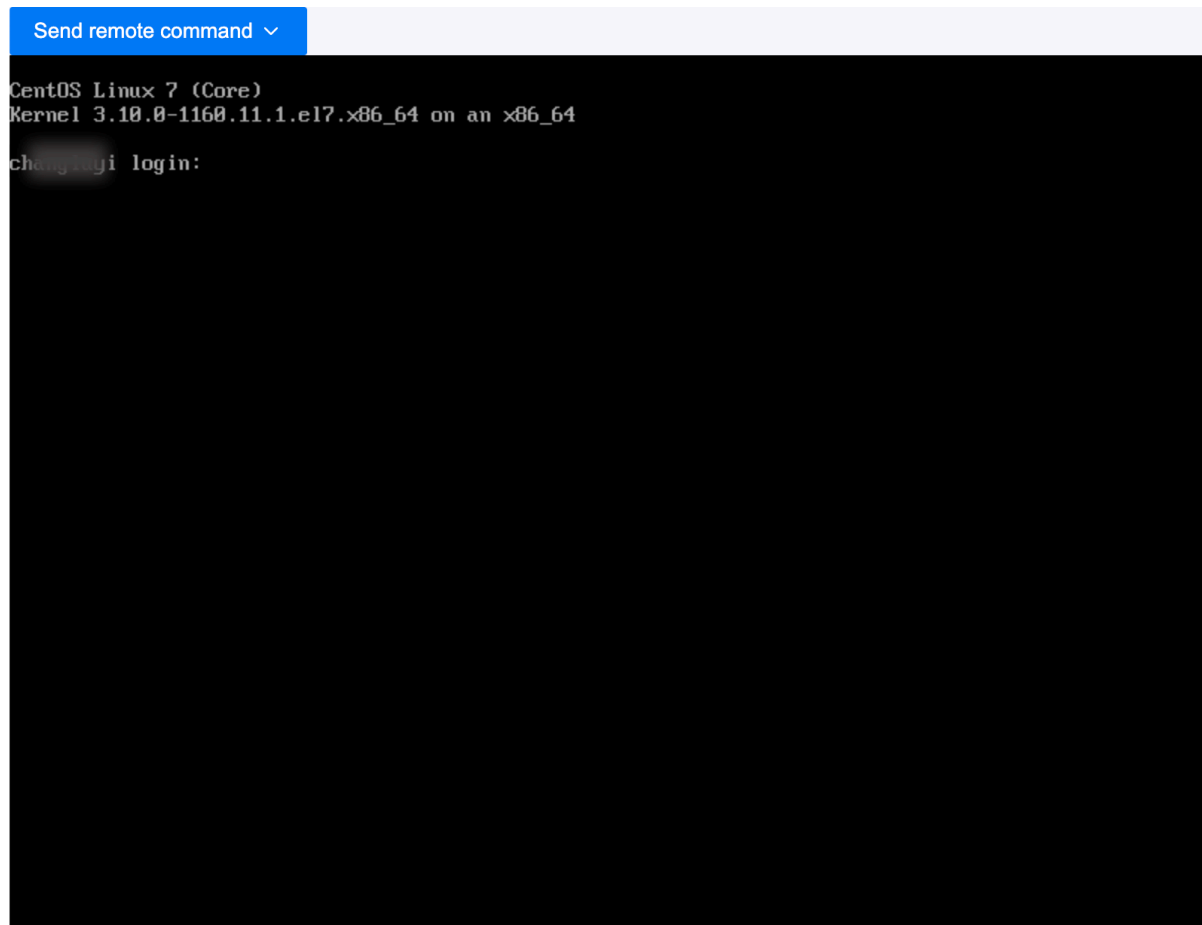 Send remote command
CentOS Linux 7 (Core)
Kernel 3.10.0-1160.11.1.el7.x86_64 on an x86_64
login: